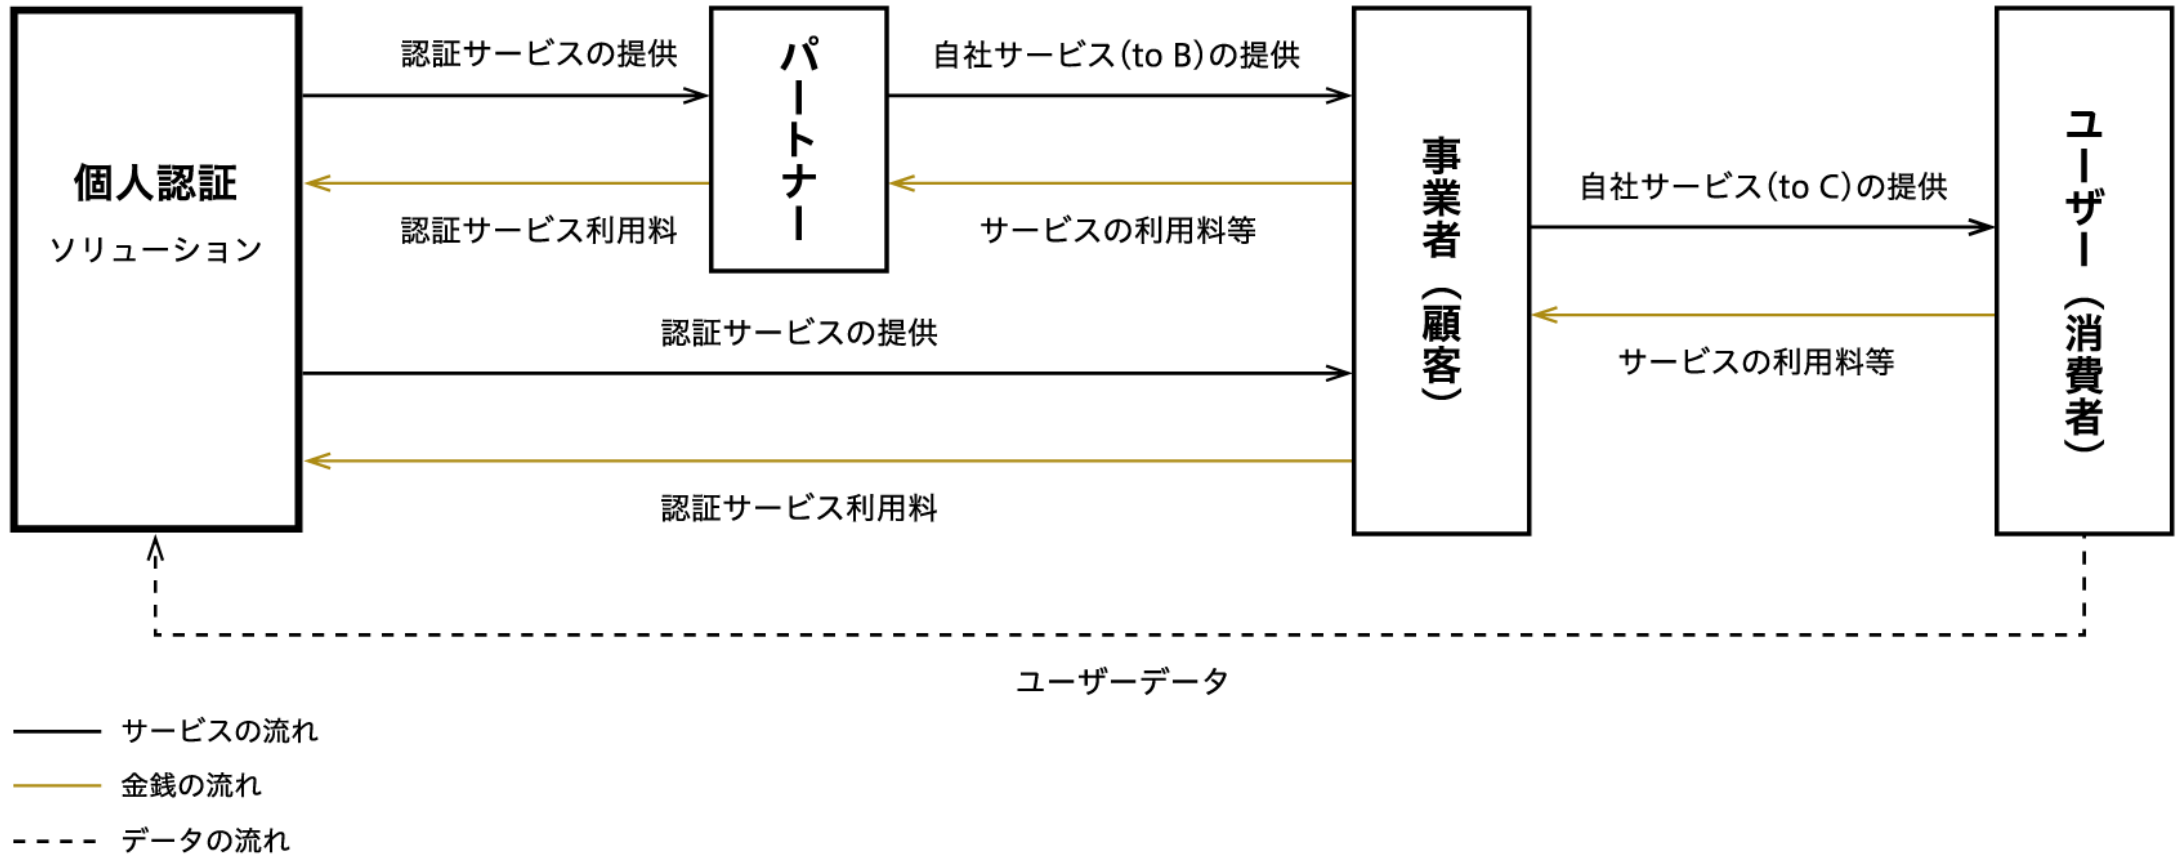 個人認証
ソリューション
認証サービスの提供
認証サービス利用料
パートナー
自社サービス(to B)の提供
サービスの利用料等
認証サービスの提供
認証サービス利用料
事業者（顧客）
自社サービス(to C)の提供
サービスの利用料等
ユーザー（消費者）
ユーザーデータ
サービスの流れ
金銭の流れ
データの流れ